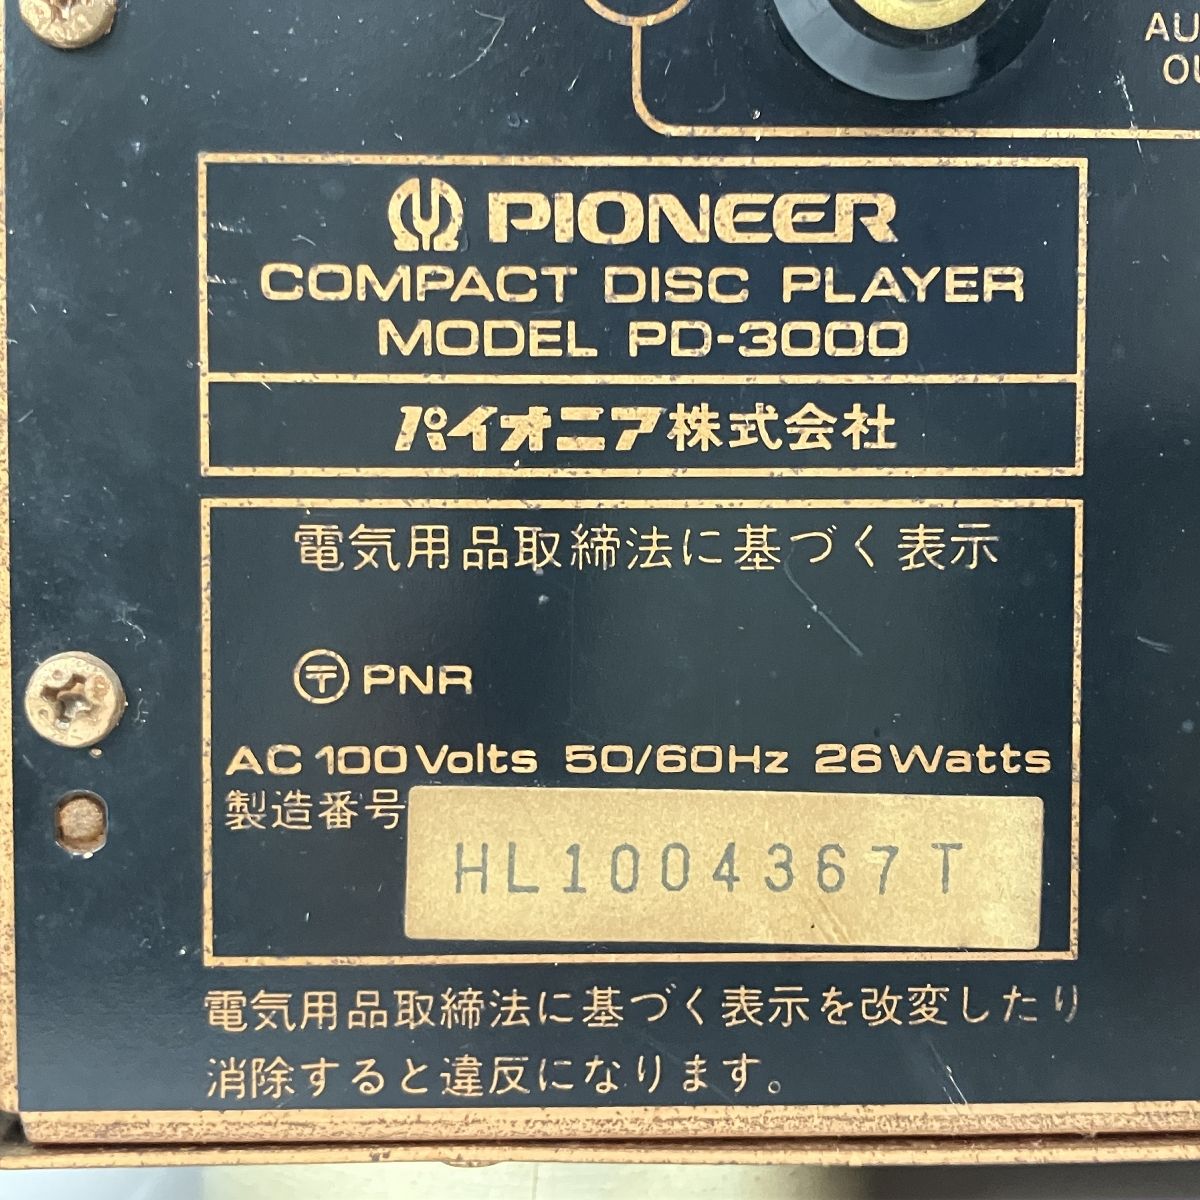 PIONEER
COMPACT DISC PLAYER
MODEL PD-3000
パイオニア株式会社
電気用品取締法に基づく表示
〒 PNR
AC 100 Volts 50/60Hz 26 Watts
製造番号 HL1004367T
電気用品取締法に基づく表示を改変したり
消除すると違反になります。